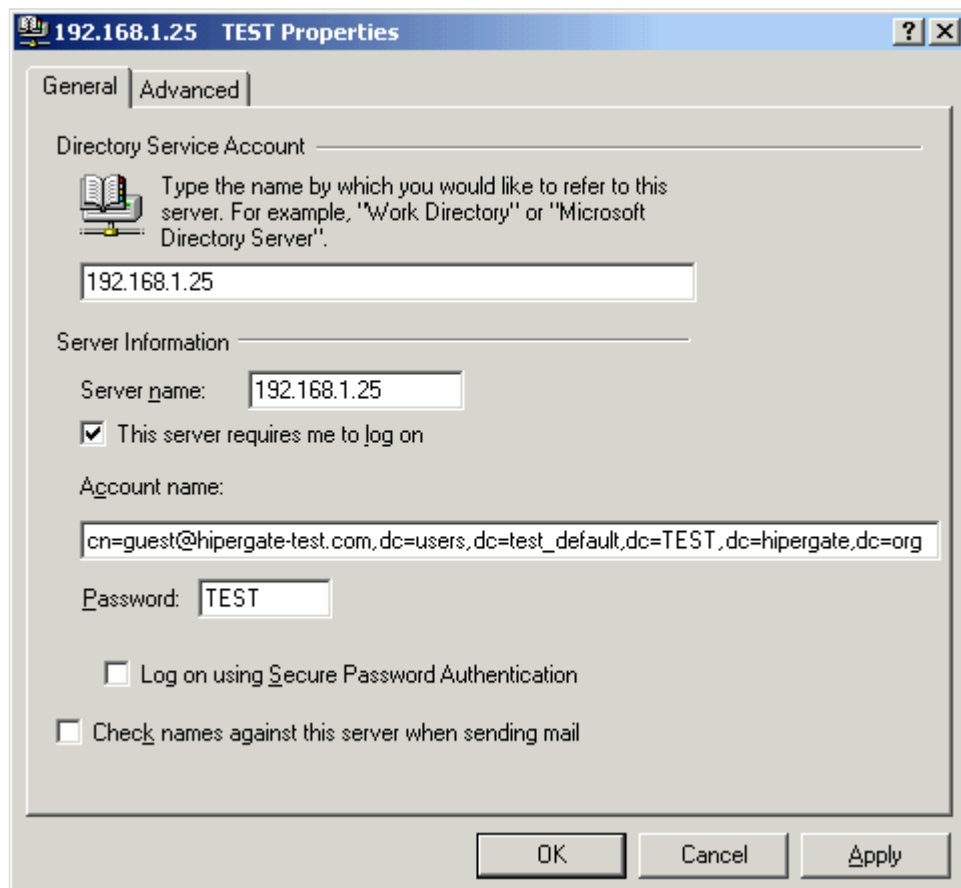 192.168.1.25 TEST Properties
General
Advanced
Directory Service Account
Type the name by which you would like to refer to this
server. For example, "Work Directory" or "Microsoft
Directory Server".
192.168.1.25
Server Information
Server name: 192.168.1.25
This server requires me to log on
Account name:
cn=guest@hipergate-test.com,dc=users,dc=test_default,dc=TEST,dc=hipergate,dc=org
Password: TEST
Log on using Secure Password Authentication
Check names against this server when sending mail
OK Cancel Apply